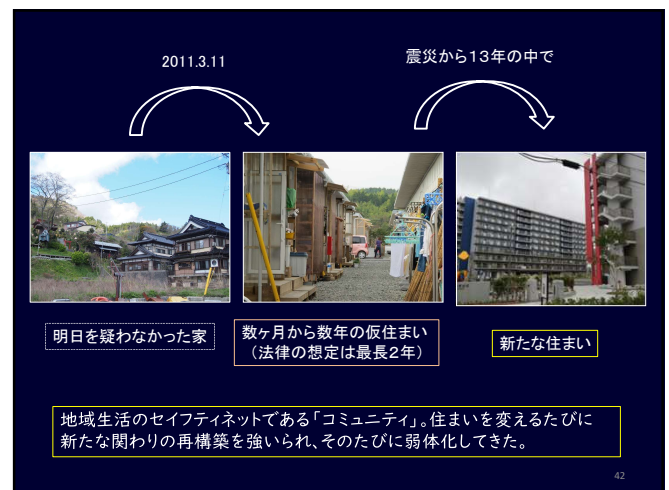 2011.3.11
震災から13年の中で
明日を疑わなかった家
数ヶ月から数年の仮住まい
（法律の想定は最長2年）
新たな住まい
地域生活のセイフティネットである「コミュニティ」。住まいを変えるたびに
新たな関わりの再構築を強いられ、そのたびに弱体化してきた。
42